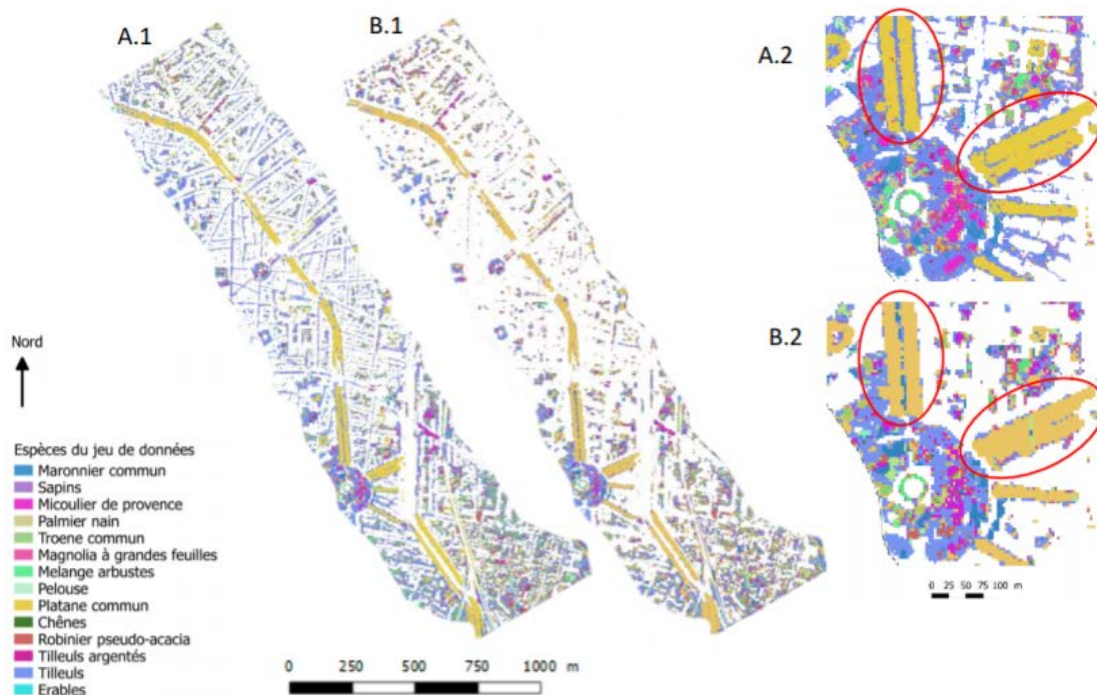 A.1
B.1
A.2
B.2
Nord
Espèces du jeu de données
Maronnier commun
Sapins
Micoulier de provence
Palmier nain
Troene commun
Magnolia à grandes feuilles
Melange arbustes
Pelouse
Platane commun
Chênes
Robinier pseudo-acacia
Tilleuls argentés
Tilleuls
Erables
0 25 50 75 100 m
0 250 500 750 1000 m